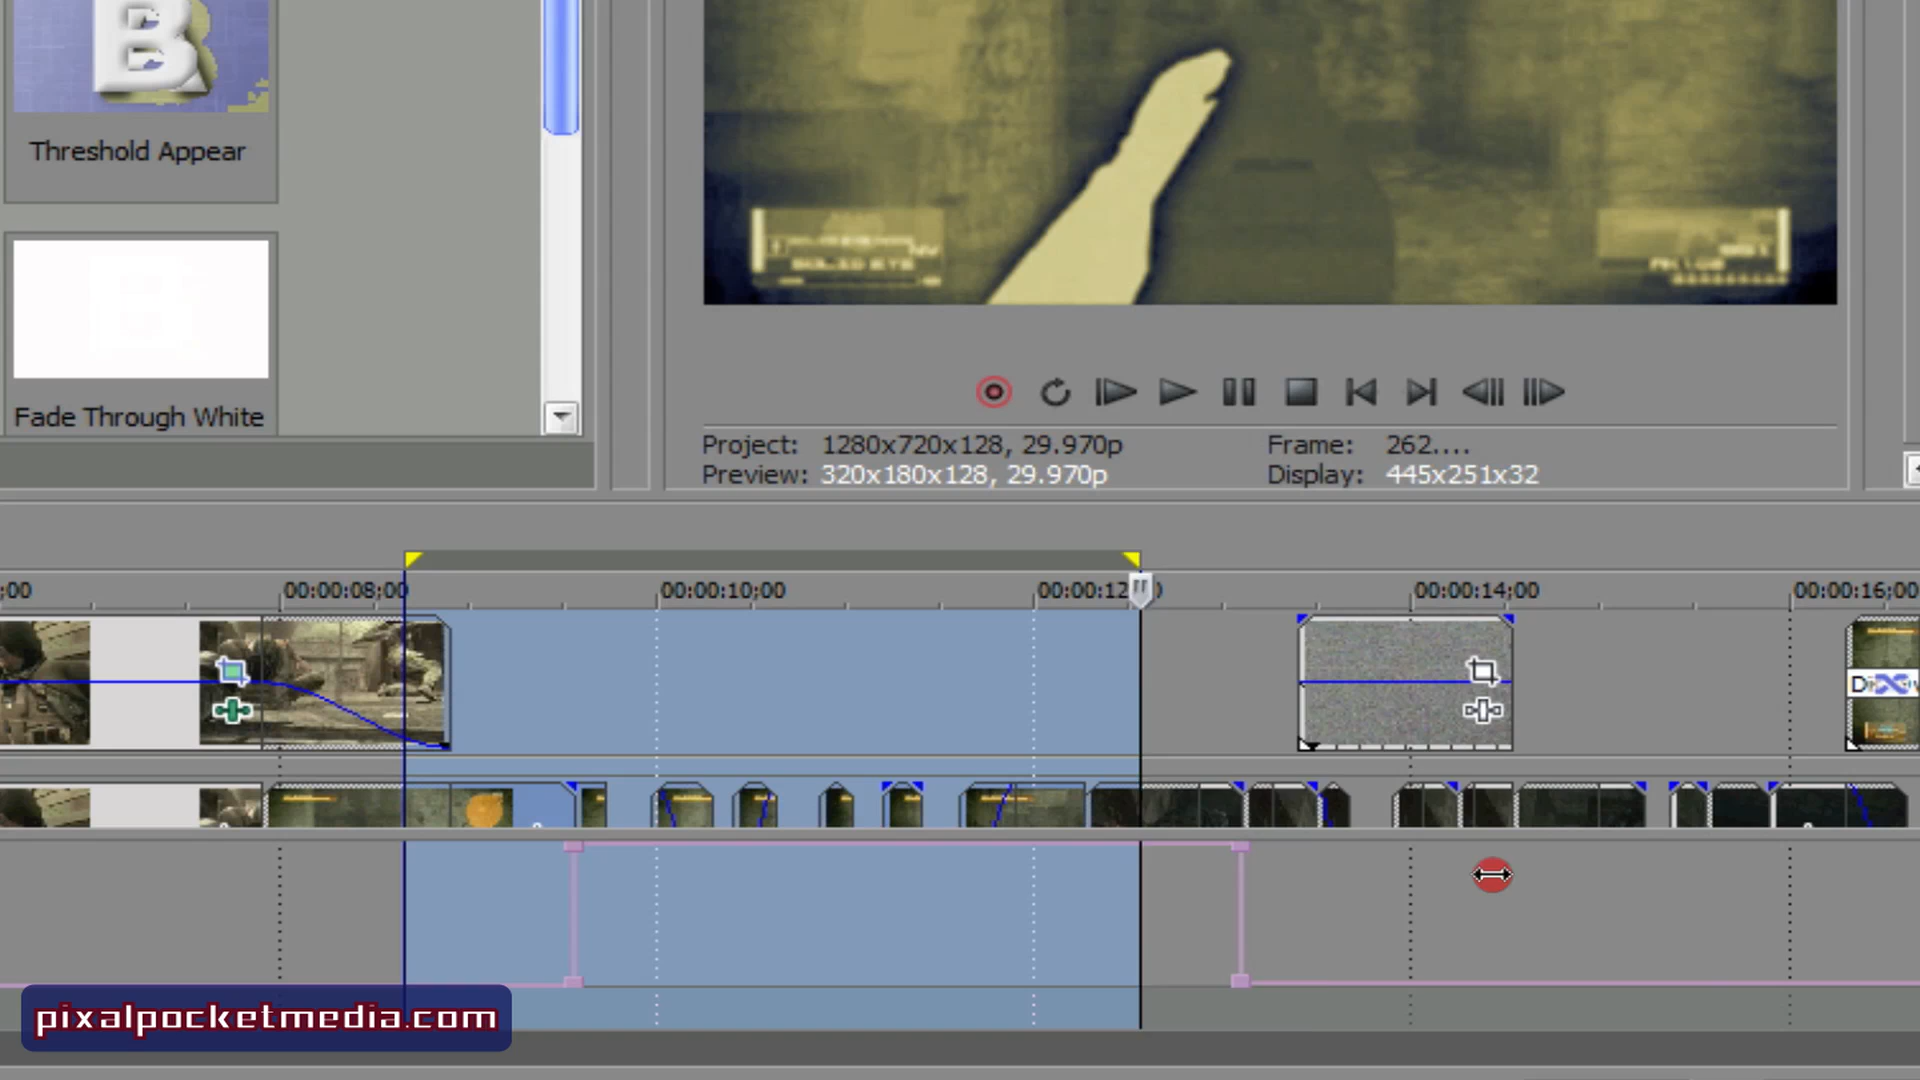 Threshold Appear
Fade Through White
Project: 1280x720x128, 29.970p
Frame: 262....
Preview: 320x180x128, 29.970p
Display: 445x251x32
;00
00:00:08;00
00:00:10;00
00:00:12
00:00:14;00
00:00:16;00
pixalpocketmedia.com